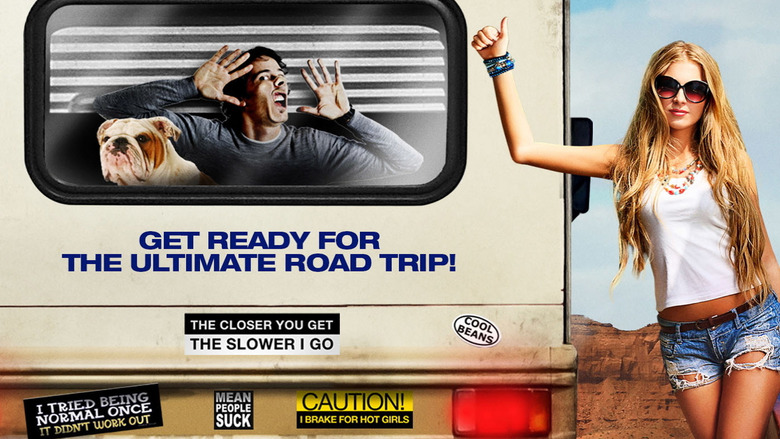 GET READY FOR
THE ULTIMATE ROAD TRIP!
THE CLOSER YOU GET
THE SLOWER I GO
COOL
BEANS
I TRIED BEING
NORMAL ONCE
IT DIDN'T WORK OUT
MEAN
PEOPLE
SUCK
CAUTION!
I BRAKE FOR HOT GIRLS